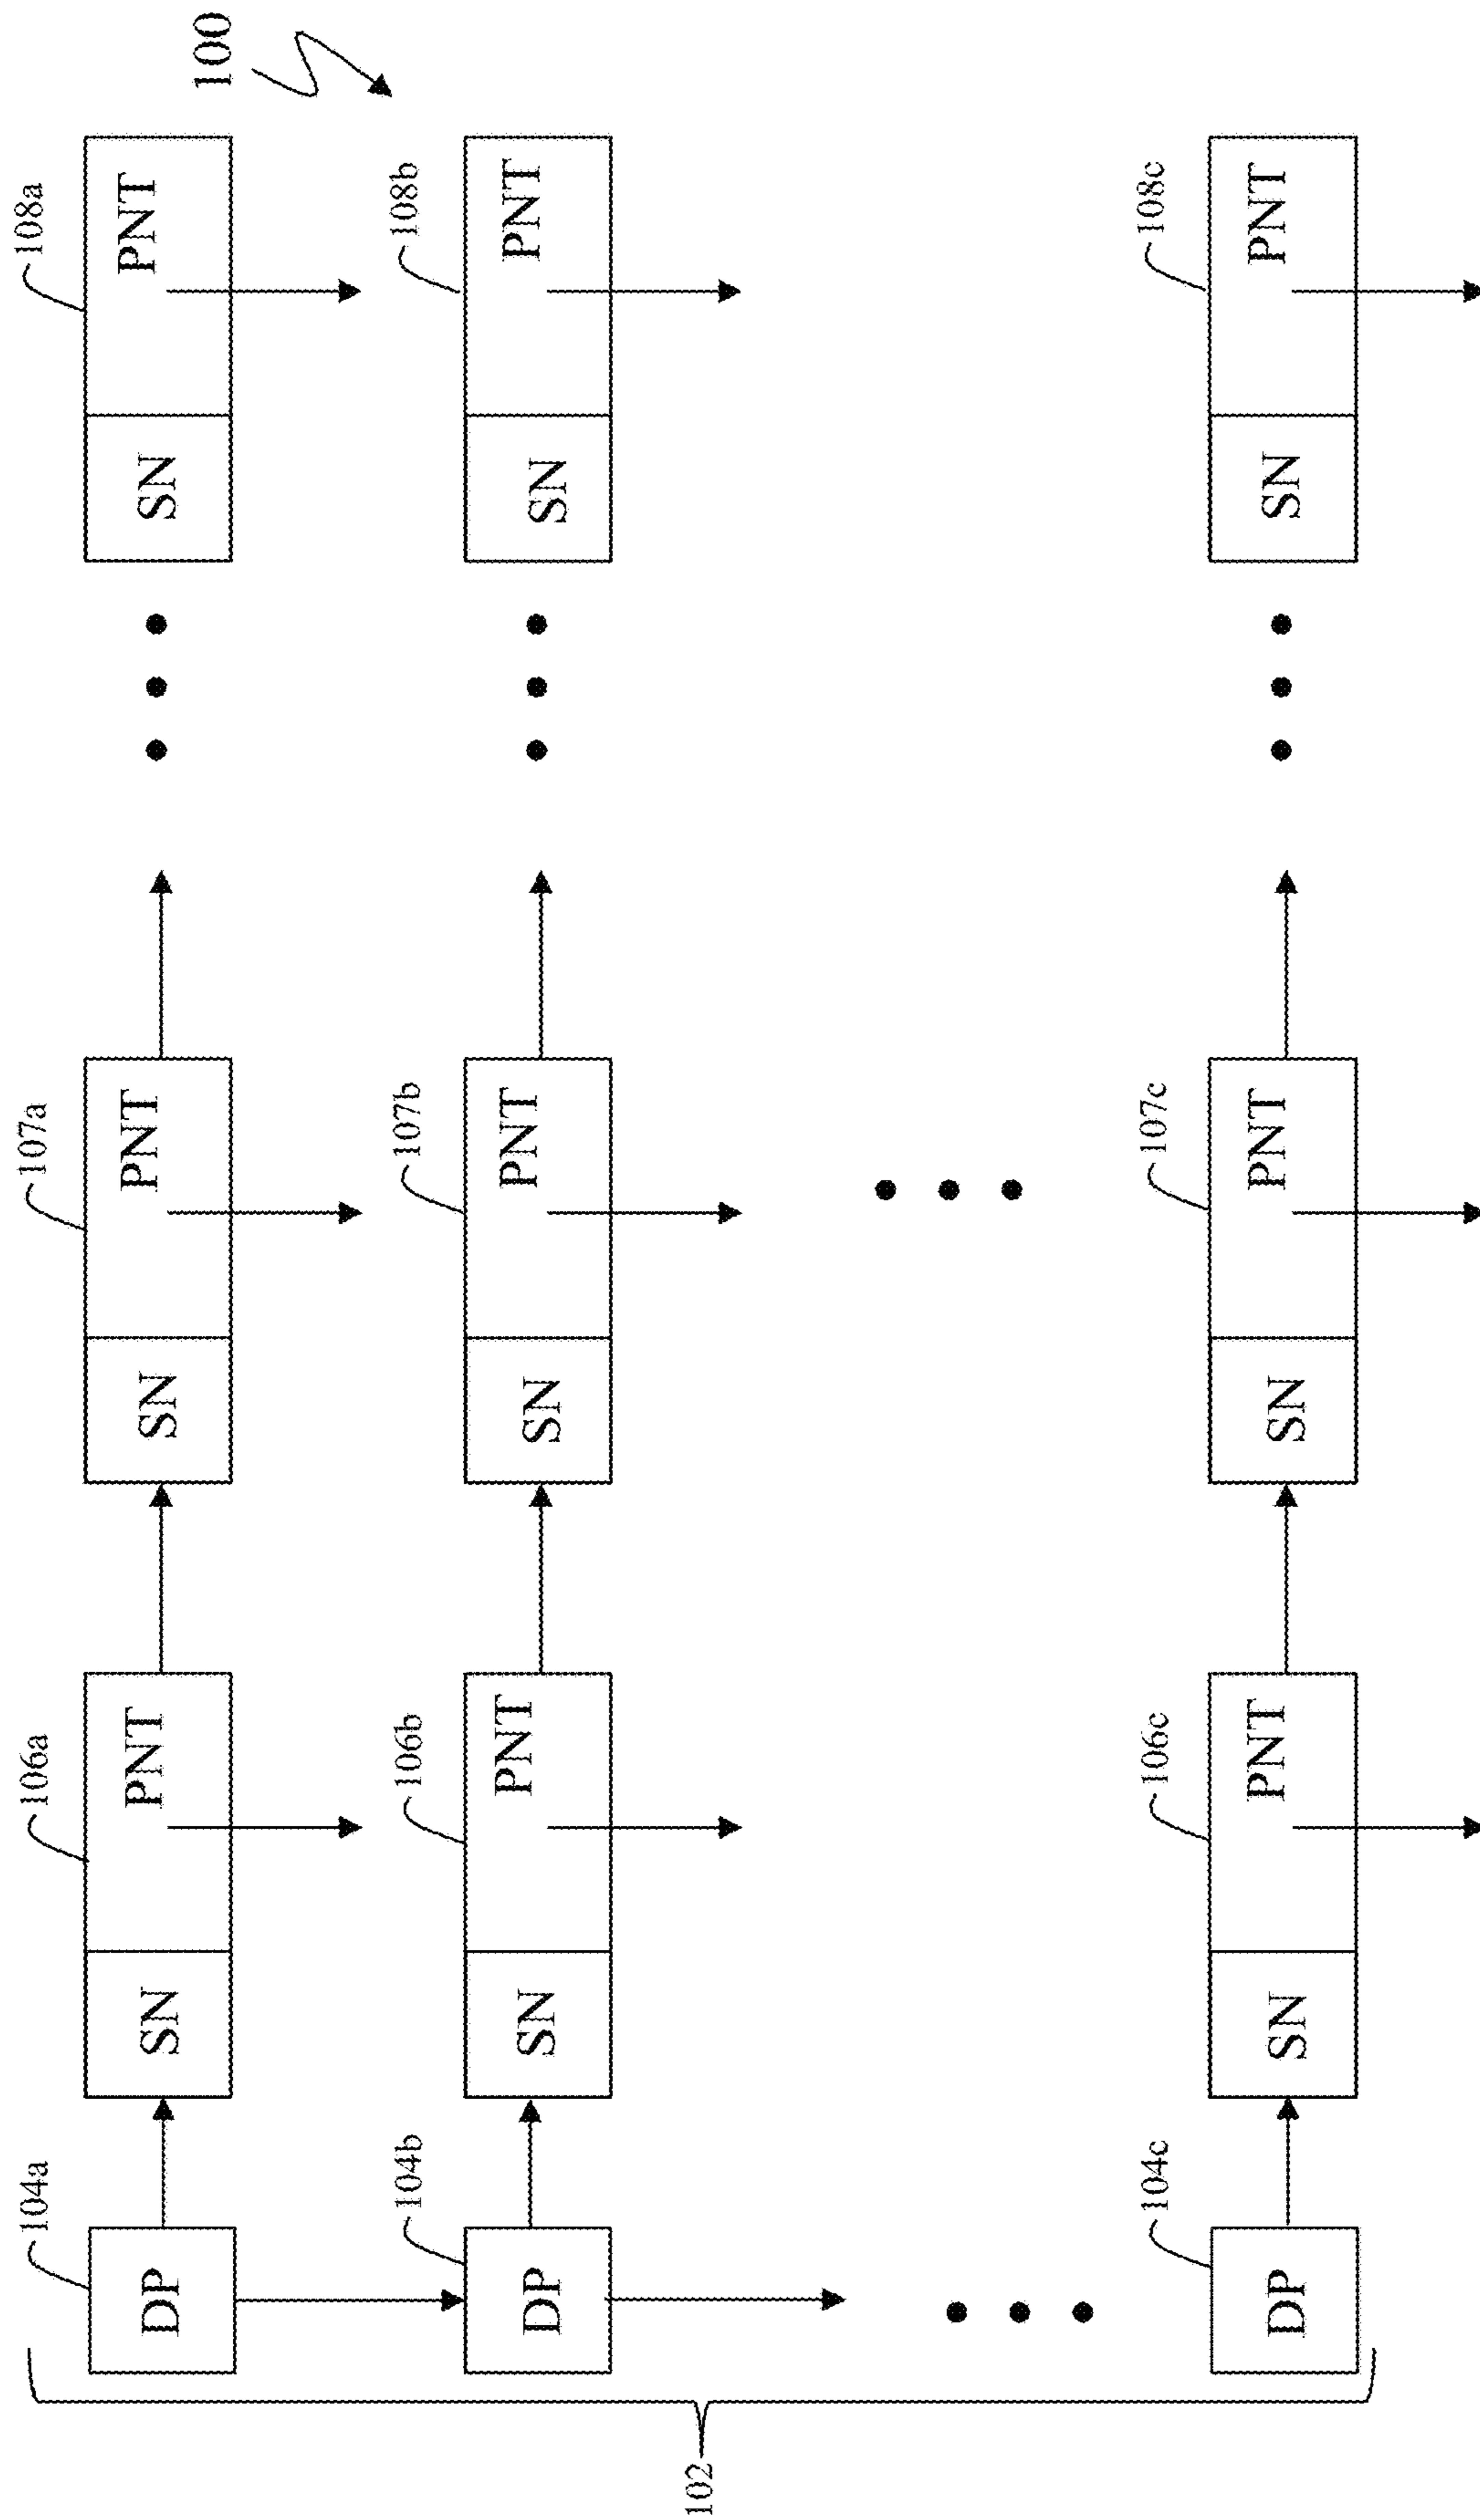 104a
106a
107a
108a
DP
SN
PNT
SN
PNT
SN
PNT
100
104b
106b
107b
108b
DP
SN
PNT
SN
PNT
SN
PNT
102
104c
106c
107c
108c
DP
SN
PNT
SN
PNT
SN
PNT